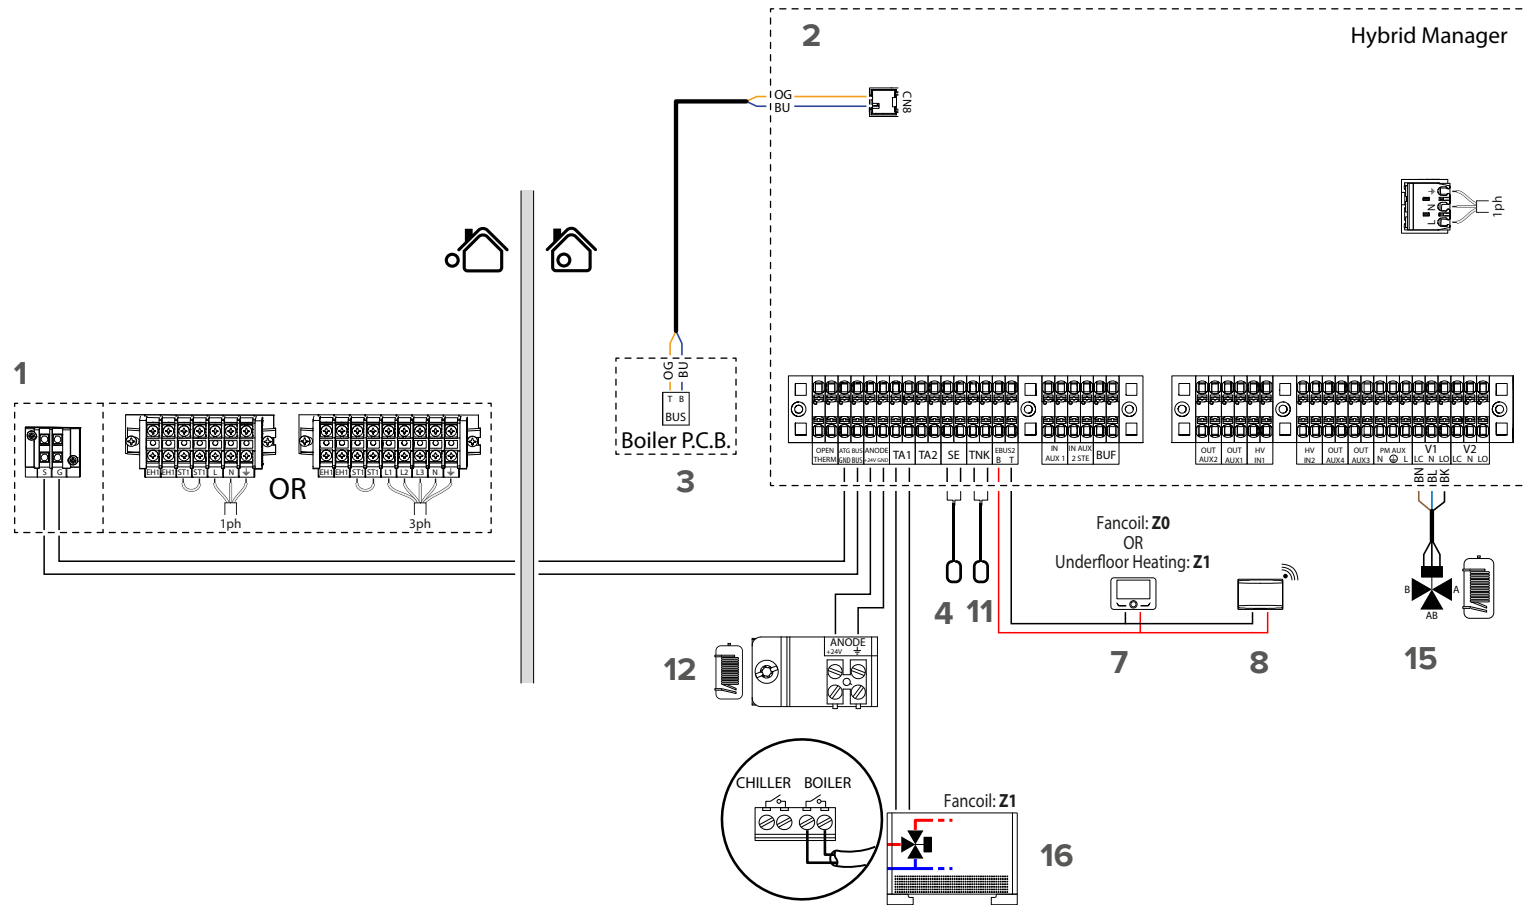 2
Hybrid Manager
OG
BU
CN8
L N
1ph
1
OG
BU
T B
BUS
Boiler P.C.B.
3
S G
EH1 EH1 ST1 ST1 L N
1ph
OR
EH1 EH1 ST1 ST1 L1 L2 L3 N
3ph
OPEN THERM
ATG BUS
GND BUS
ANODE
+24V GND
TA1
TA2
SE
TNK
EBUS2
B T
IN AUX 1
IN AUX 2 STE
BUF
OUT AUX2
OUT AUX1
HV IN1
HV IN2
OUT AUX4
OUT AUX3
PM AUX
N L
V1
LC N LO
V2
LC N LO
BN
BL
BK
Fancoil: Z0
OR
Underfloor Heating: Z1
4
11
7
8
B A
AB
15
12
ANODE
+24V
CHILLER BOILER
Fancoil: Z1
16